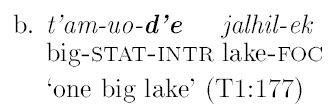 b. t’am-uo-d’e jalhil-ek
big-STAT-INTR lake-FOC
‘one big lake’ (T1:177)